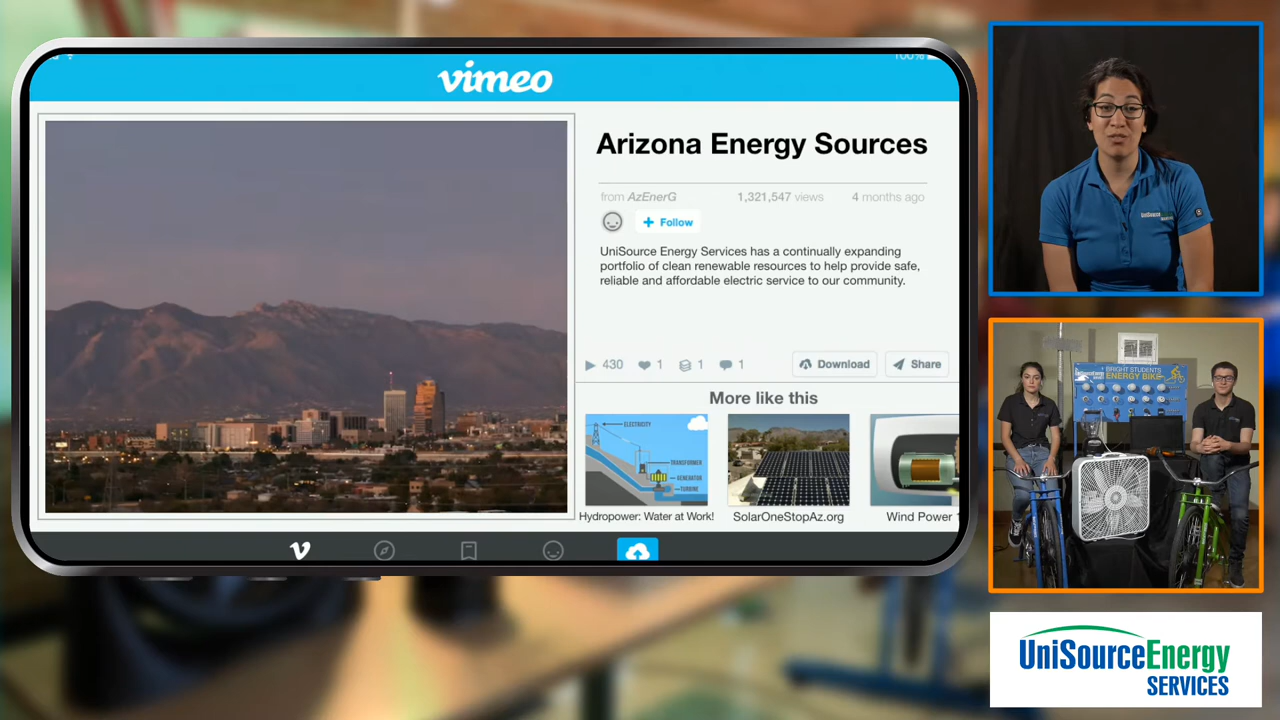 100%
vimeo
Arizona Energy Sources
from AzEnerG 1,321,547 views 4 months ago
+ Follow
UniSource Energy Services has a continually expanding
portfolio of clean renewable resources to help provide safe,
reliable and affordable electric service to our community.
430 1 1 1 Download Share
More like this
ELECTRICITY
TRANSFORMER
GENERATOR
TURBINE
Hydropower: Water at Work!
SolarOneStopAz.org
Wind Power 1
BRIGHT STUDENTS
ENERGY BIKE
UniSourceEnergy
SERVICES